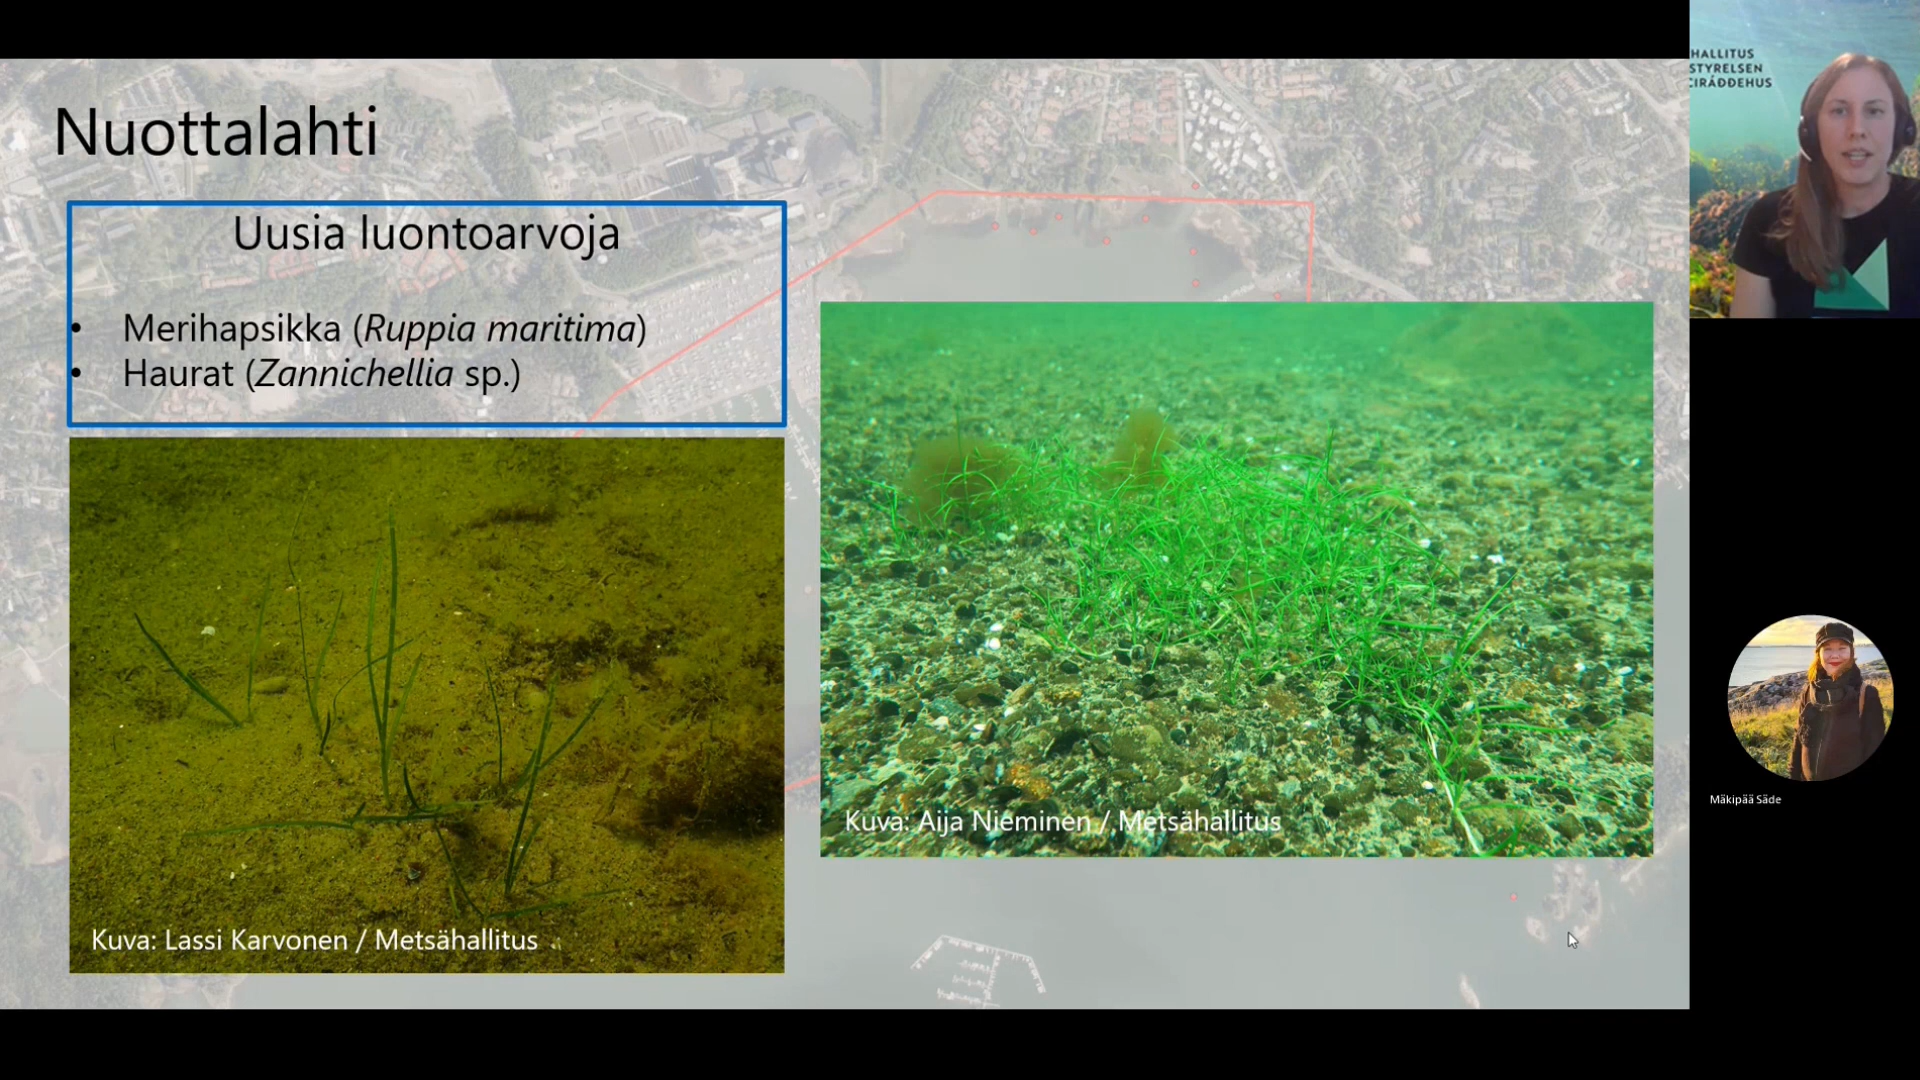 Nuottalahti
Uusia luontoarvoja
• Merihapsikka (Ruppia maritima)
• Haurat (Zannichellia sp.)
Kuva: Lassi Karvonen / Metsähallitus
Kuva: Aija Nieminen / Metsähallitus
HALLITUS
STYRELSEN
CIRÁĐĐEHUS
Mäkipää Säde